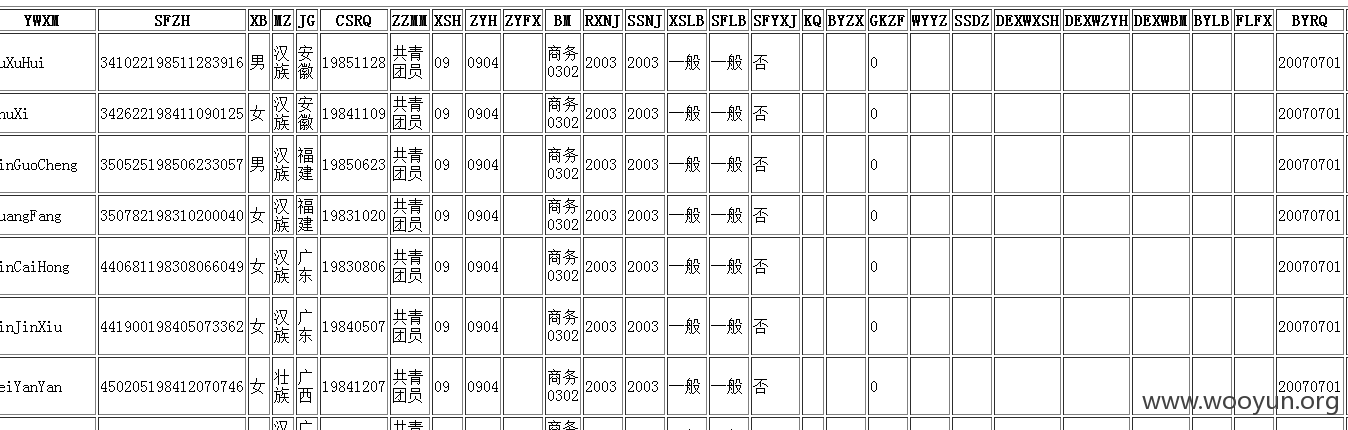 YWXM SFZH XB MZ JG CSRQ ZZMM XSH ZYH ZYFX BM RXNJ SSNJ XSLB SFLB SFYXJ KQ BYZX GKZF WYYZ SSDZ DEXWXSH DEXWZYH DEXWBM BYLB FLFX BYRQ
uXuHui 341022198511283916 男 汉族 安徽 19851128 共青团员 09 0904 商务0302 2003 2003 一般 一般 否 0 20070701
uXi 342622198411090125 女 汉族 安徽 19841109 共青团员 09 0904 商务0302 2003 2003 一般 一般 否 0 20070701
inGuoCheng 350525198506233057 男 汉族 福建 19850623 共青团员 09 0904 商务0302 2003 2003 一般 一般 否 0 20070701
uangFang 350782198310200040 女 汉族 福建 19831020 共青团员 09 0904 商务0302 2003 2003 一般 一般 否 0 20070701
inCaiHong 440681198308066049 女 汉族 广东 19830806 共青团员 09 0904 商务0302 2003 2003 一般 一般 否 0 20070701
inJinXiu 441900198405073362 女 汉族 广东 19840507 共青团员 09 0904 商务0302 2003 2003 一般 一般 否 0 20070701
eiYanYan 450205198412070746 女 壮族 广西 19841207 共青团员 09 0904 商务0302 2003 2003 一般 一般 否 0 20070701
汉 广 共青 商务
www.wooyun.org